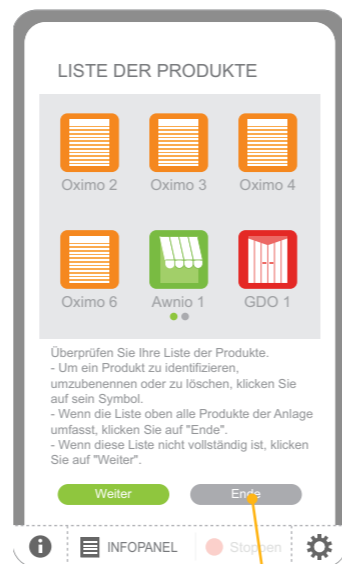 LISTE DER PRODUKTE
Oximo 2 Oximo 3 Oximo 4
Oximo 6 Awnio 1 GDO 1
Überprüfen Sie Ihre Liste der Produkte.
- Um ein Produkt zu identifizieren,
umzubenennen oder zu löschen, klicken Sie
auf sein Symbol.
- Wenn die Liste oben alle Produkte der Anlage
umfasst, klicken Sie auf "Ende".
- Wenn diese Liste nicht vollständig ist, klicken
Sie auf "Weiter".
Weiter Ende
i INFOPANEL Stoppen